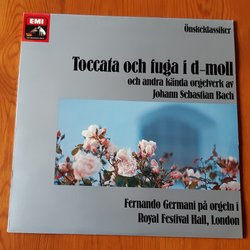 EMI
Önskeklassiker
Toccata och fuga i d-moll
och andra kända orgelverk av
Johann Sebastian Bach
Fernando Germani på orgeln i
Royal Festival Hall, London